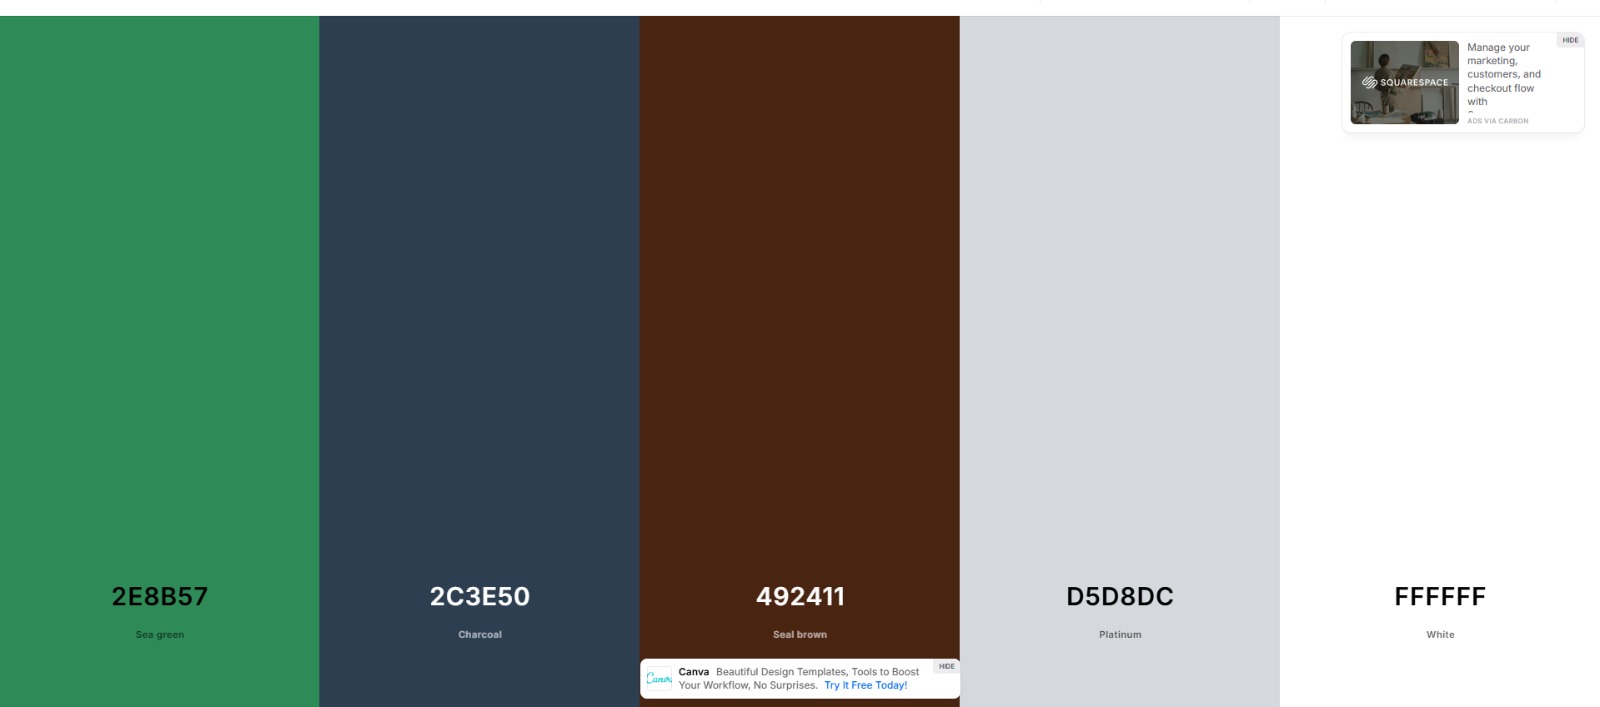 HIDE
Manage your
marketing,
customers, and
checkout flow
with
SQUARESPACE
ADS VIA CARBON
2E8B57
Sea green
2C3E50
Charcoal
492411
Seal brown
D5D8DC
Platinum
FFFFFF
White
HIDE
Canva
Canva Beautiful Design Templates, Tools to Boost
Your Workflow, No Surprises. Try It Free Today!